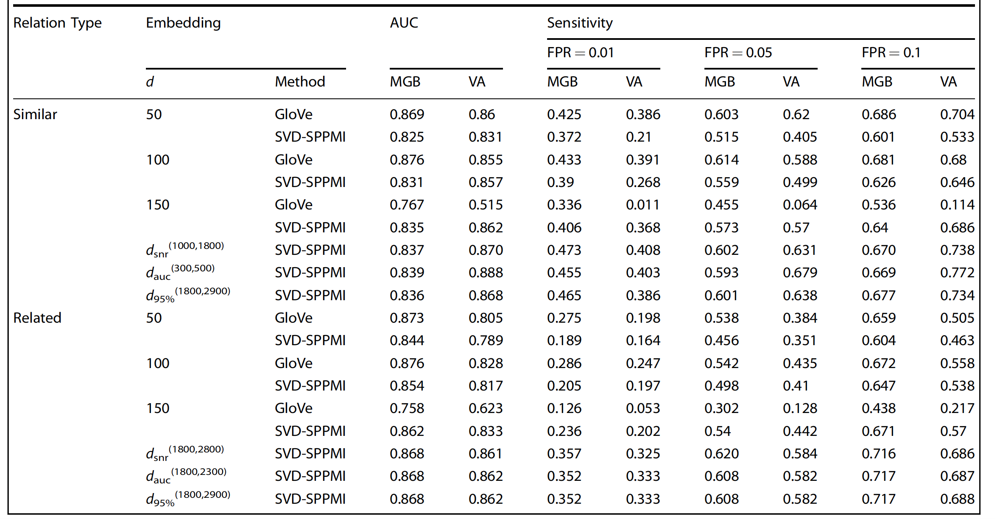 Relation Type Embedding AUC Sensitivity
FPR = 0.01 FPR = 0.05 FPR = 0.1
d Method MGB VA MGB VA MGB VA MGB VA
Similar 50 GloVe 0.869 0.86 0.425 0.386 0.603 0.62 0.686 0.704
SVD-SPPMI 0.825 0.831 0.372 0.21 0.515 0.405 0.601 0.533
100 GloVe 0.876 0.855 0.433 0.391 0.614 0.588 0.681 0.68
SVD-SPPMI 0.831 0.857 0.39 0.268 0.559 0.499 0.626 0.646
150 GloVe 0.767 0.515 0.336 0.011 0.455 0.064 0.536 0.114
SVD-SPPMI 0.835 0.862 0.406 0.368 0.573 0.57 0.64 0.686
dsnr(1000,1800) SVD-SPPMI 0.837 0.870 0.473 0.408 0.602 0.631 0.670 0.738
dauc(300,500) SVD-SPPMI 0.839 0.888 0.455 0.403 0.593 0.679 0.669 0.772
d95%(1800,2900) SVD-SPPMI 0.836 0.868 0.465 0.386 0.601 0.638 0.677 0.734
Related 50 GloVe 0.873 0.805 0.275 0.198 0.538 0.384 0.659 0.505
SVD-SPPMI 0.844 0.789 0.189 0.164 0.456 0.351 0.604 0.463
100 GloVe 0.876 0.828 0.286 0.247 0.542 0.435 0.672 0.558
SVD-SPPMI 0.854 0.817 0.205 0.197 0.498 0.41 0.647 0.538
150 GloVe 0.758 0.623 0.126 0.053 0.302 0.128 0.438 0.217
SVD-SPPMI 0.862 0.833 0.236 0.202 0.54 0.442 0.671 0.57
dsnr(1800,2800) SVD-SPPMI 0.868 0.861 0.357 0.325 0.620 0.584 0.716 0.686
dauc(1800,2300) SVD-SPPMI 0.868 0.862 0.352 0.333 0.608 0.582 0.717 0.687
d95%(1800,2900) SVD-SPPMI 0.868 0.862 0.352 0.333 0.608 0.582 0.717 0.688